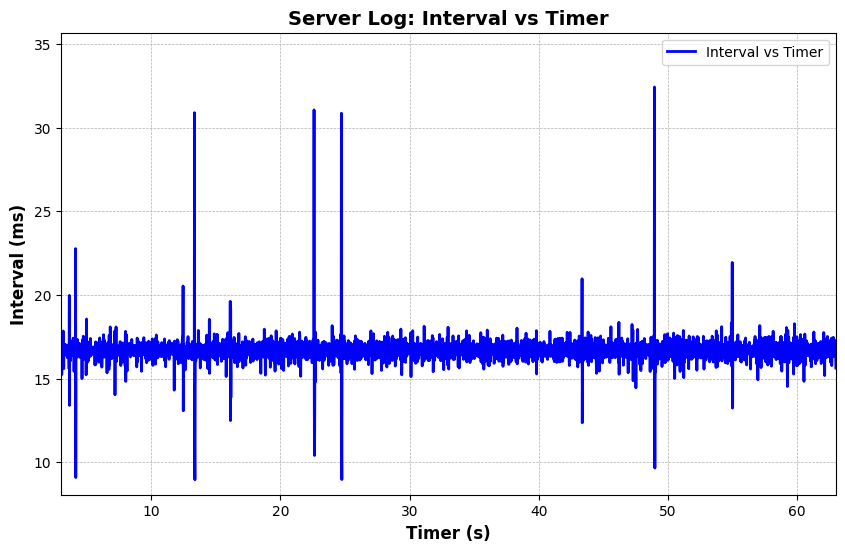 Server Log: Interval vs Timer
Interval vs Timer
35
30
25
20
15
10
Interval (ms)
10 20 30 40 50 60
Timer (s)